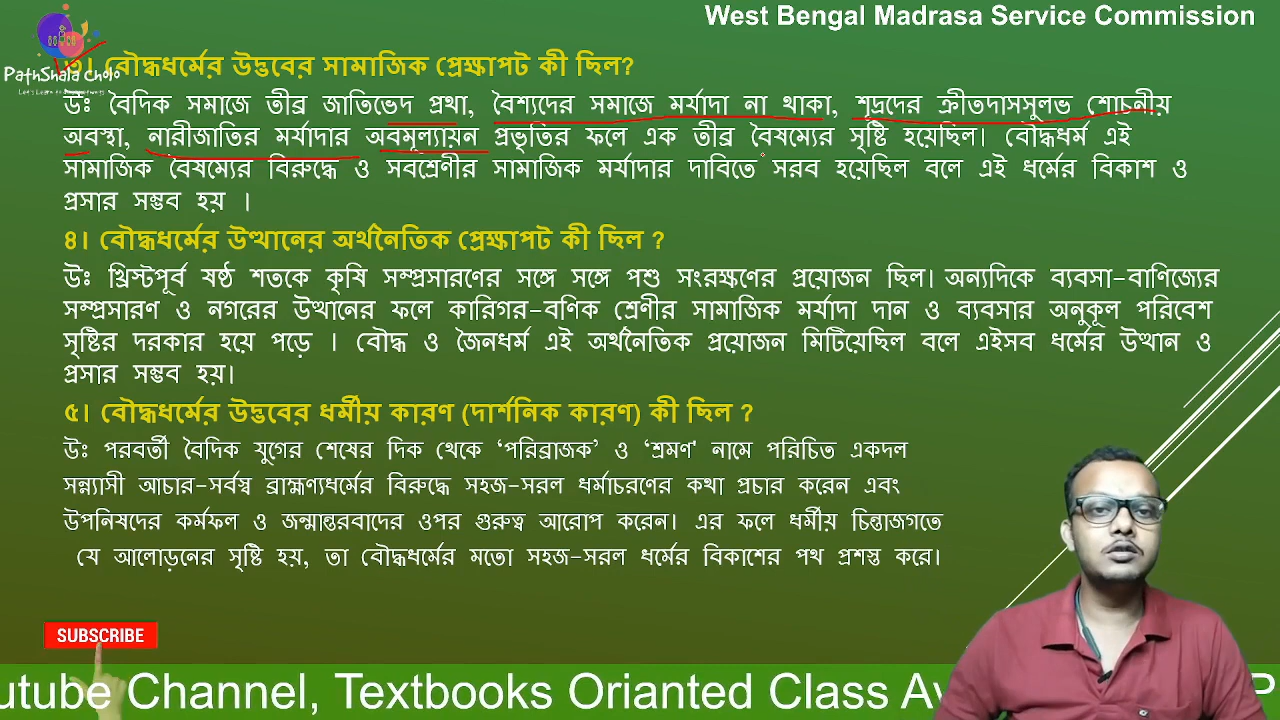 West Bengal Madrasa Service Commission
PathShala Cholo
৩। বৌদ্ধধর্মের উদ্ভবের সামাজিক প্রেক্ষাপট কী ছিল?
উঃ বৈদিক সমাজে তীব্র জাতিভেদ প্রথা, বৈশ্যদের সমাজে মর্যাদা না থাকা, শূদ্রদের ক্রীতদাসসুলভ শোচনীয়
অবস্থা, নারীজাতির মর্যাদার অবমূল্যায়ন প্রভৃতির ফলে এক তীব্র বৈষম্যের সৃষ্টি হয়েছিল। বৌদ্ধধর্ম এই
সামাজিক বৈষম্যের বিরুদ্ধে ও সর্বশ্রেণীর সামাজিক মর্যাদার দাবিতে সরব হয়েছিল বলে এই ধর্মের বিকাশ ও
প্রসার সম্ভব হয় ।
৪। বৌদ্ধধর্মের উত্থানের অর্থনৈতিক প্রেক্ষাপট কী ছিল ?
উঃ খ্রিস্টপূর্ব ষষ্ঠ শতকে কৃষি সম্প্রসারণের সঙ্গে সঙ্গে পশু সংরক্ষণের প্রয়োজন ছিল। অন্যদিকে ব্যবসা-বাণিজ্যের
সম্প্রসারণ ও নগরের উত্থানের ফলে কারিগর-বণিক শ্রেণীর সামাজিক মর্যাদা দান ও ব্যবসার অনুকূল পরিবেশ
সৃষ্টির দরকার হয়ে পড়ে । বৌদ্ধ ও জৈনধর্ম এই অর্থনৈতিক প্রয়োজন মিটিয়েছিল বলে এইসব ধর্মের উত্থান ও
প্রসার সম্ভব হয়।
৫। বৌদ্ধধর্মের উদ্ভবের ধর্মীয় কারণ (দার্শনিক কারণ) কী ছিল ?
উঃ পরবর্তী বৈদিক যুগের শেষের দিক থেকে ‘পরিব্রাজক’ ও ‘শ্রমণ' নামে পরিচিত একদল
সন্ন্যাসী আচার-সর্বস্ব ব্রাহ্মণ্যধর্মের বিরুদ্ধে সহজ-সরল ধর্মাচরণের কথা প্রচার করেন এবং
উপনিষদের কর্মফল ও জন্মান্তরবাদের ওপর গুরুত্ব আরোপ করেন। এর ফলে ধর্মীয় চিন্তাজগতে
যে আলোড়নের সৃষ্টি হয়, তা বৌদ্ধধর্মের মতো সহজ-সরল ধর্মের বিকাশের পথ প্রশস্ত করে।
SUBSCRIBE
utube Channel, Textbooks Orianted Class Av P